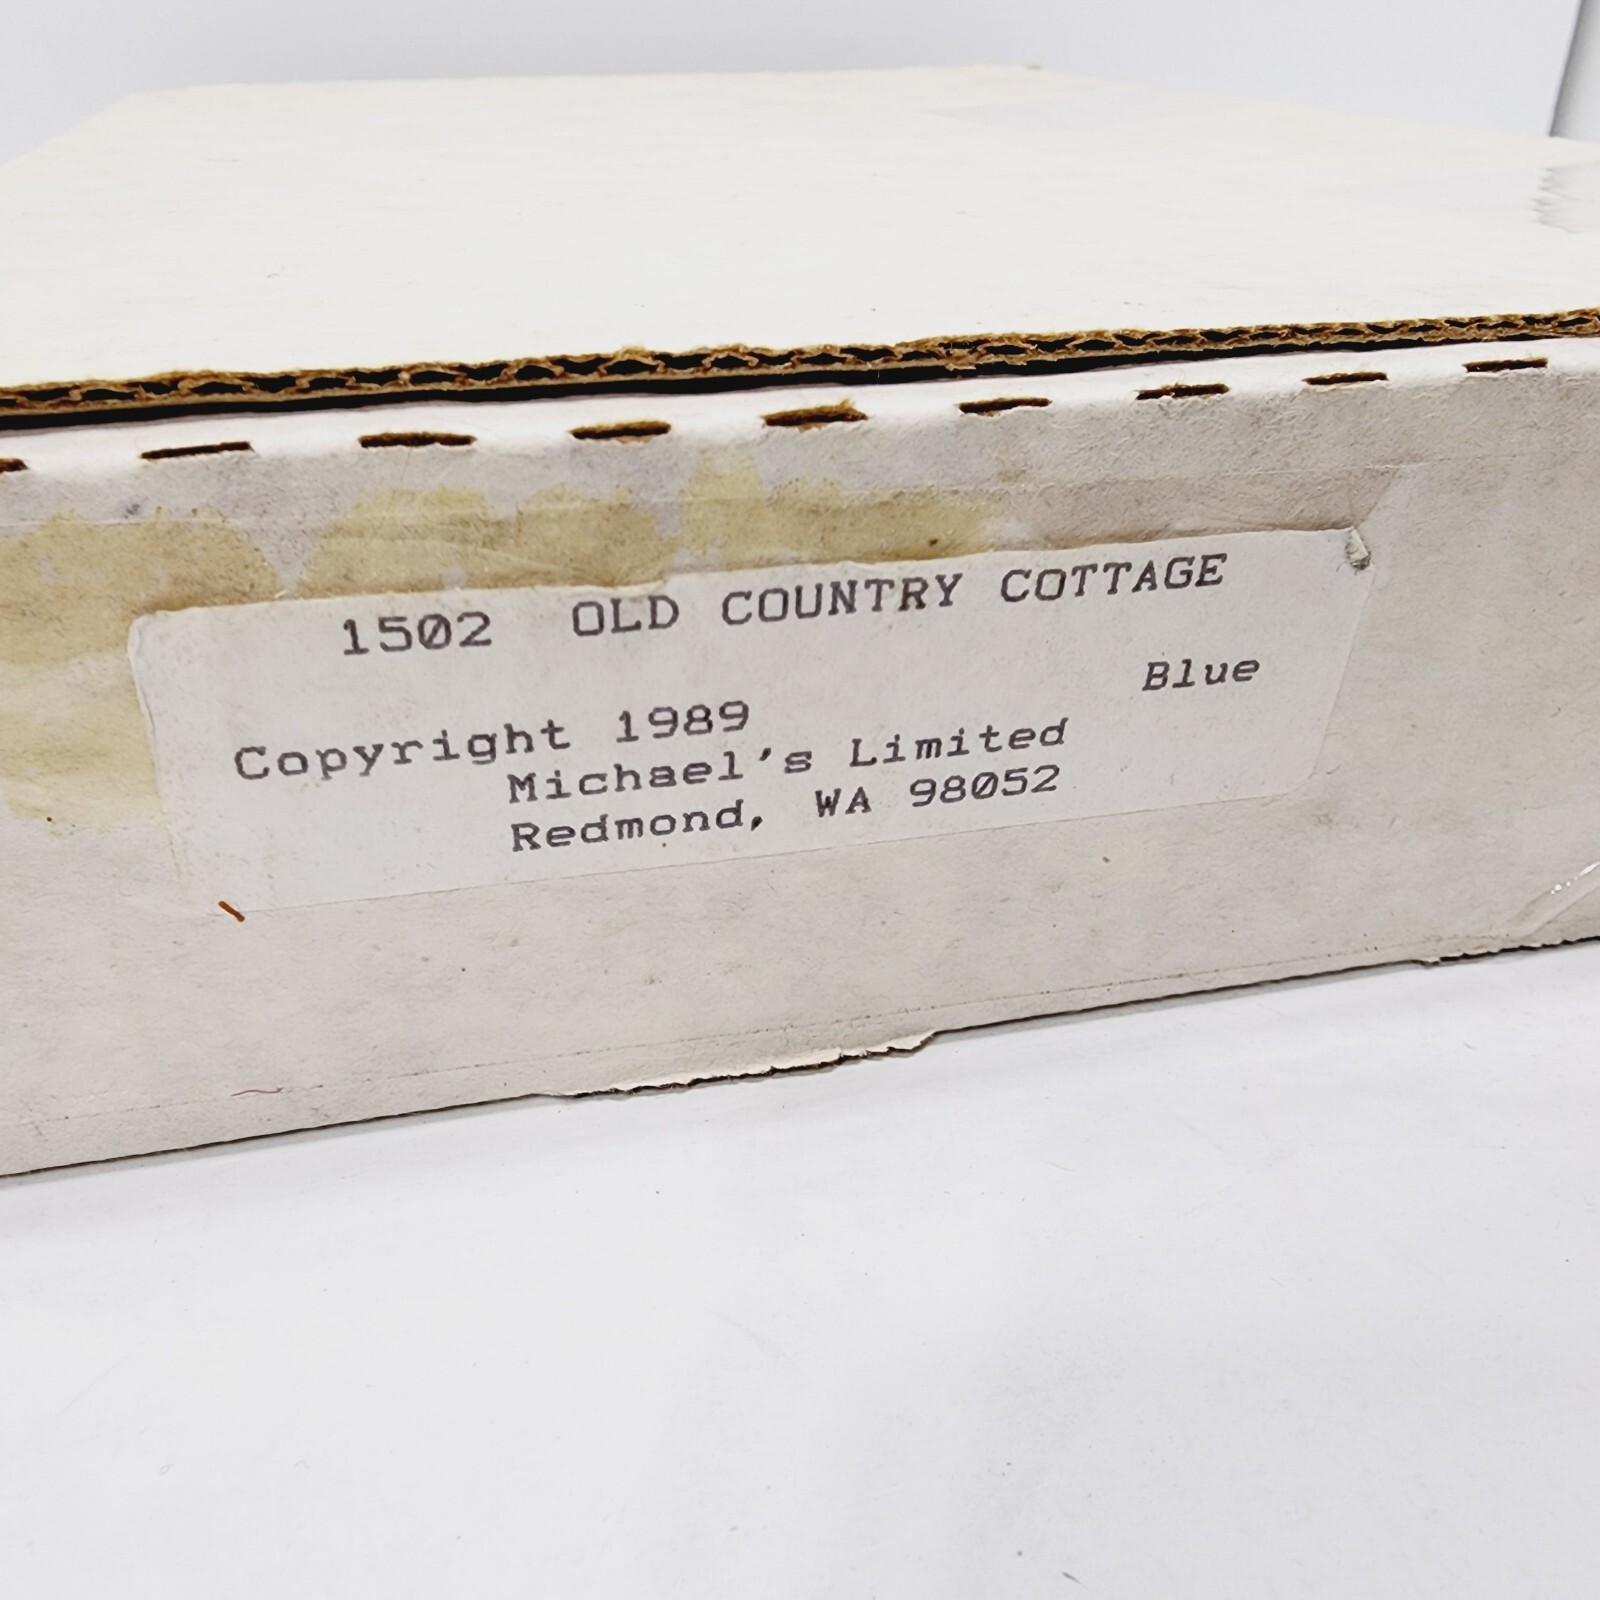 1502 OLD COUNTRY COTTAGE
Blue
Copyright 1989
Michael's Limited
Redmond, WA 98052